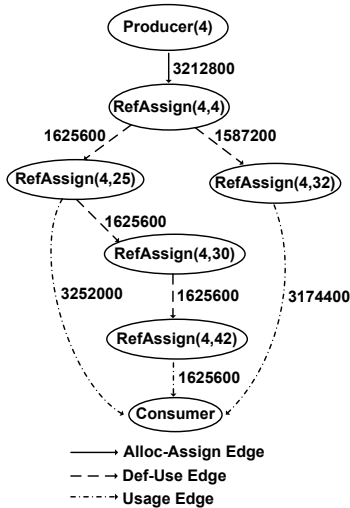 Producer(4)
3212800
RefAssign(4,4)
1625600
1587200
RefAssign(4,25)
RefAssign(4,32)
1625600
RefAssign(4,30)
3252000
1625600
3174400
RefAssign(4,42)
1625600
Consumer
Alloc-Assign Edge
Def-Use Edge
Usage Edge